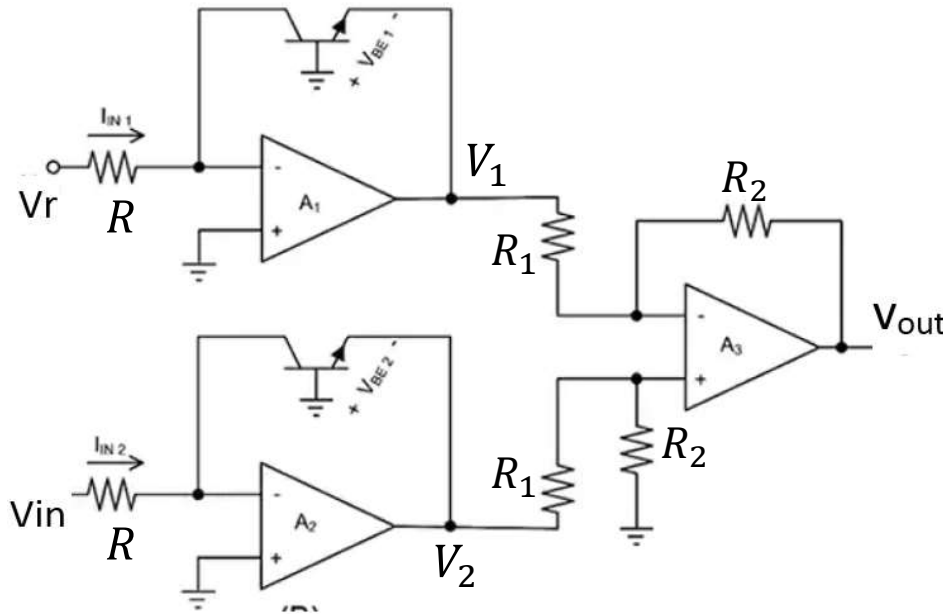 + V_BE 1 -
I_IN 1
Vr
R
-
A_1
+
V_1
R_1
R_2
-
A_3
+
V_out
+ V_BE 2 -
I_IN 2
Vin
R
-
A_2
+
V_2
R_1
R_2